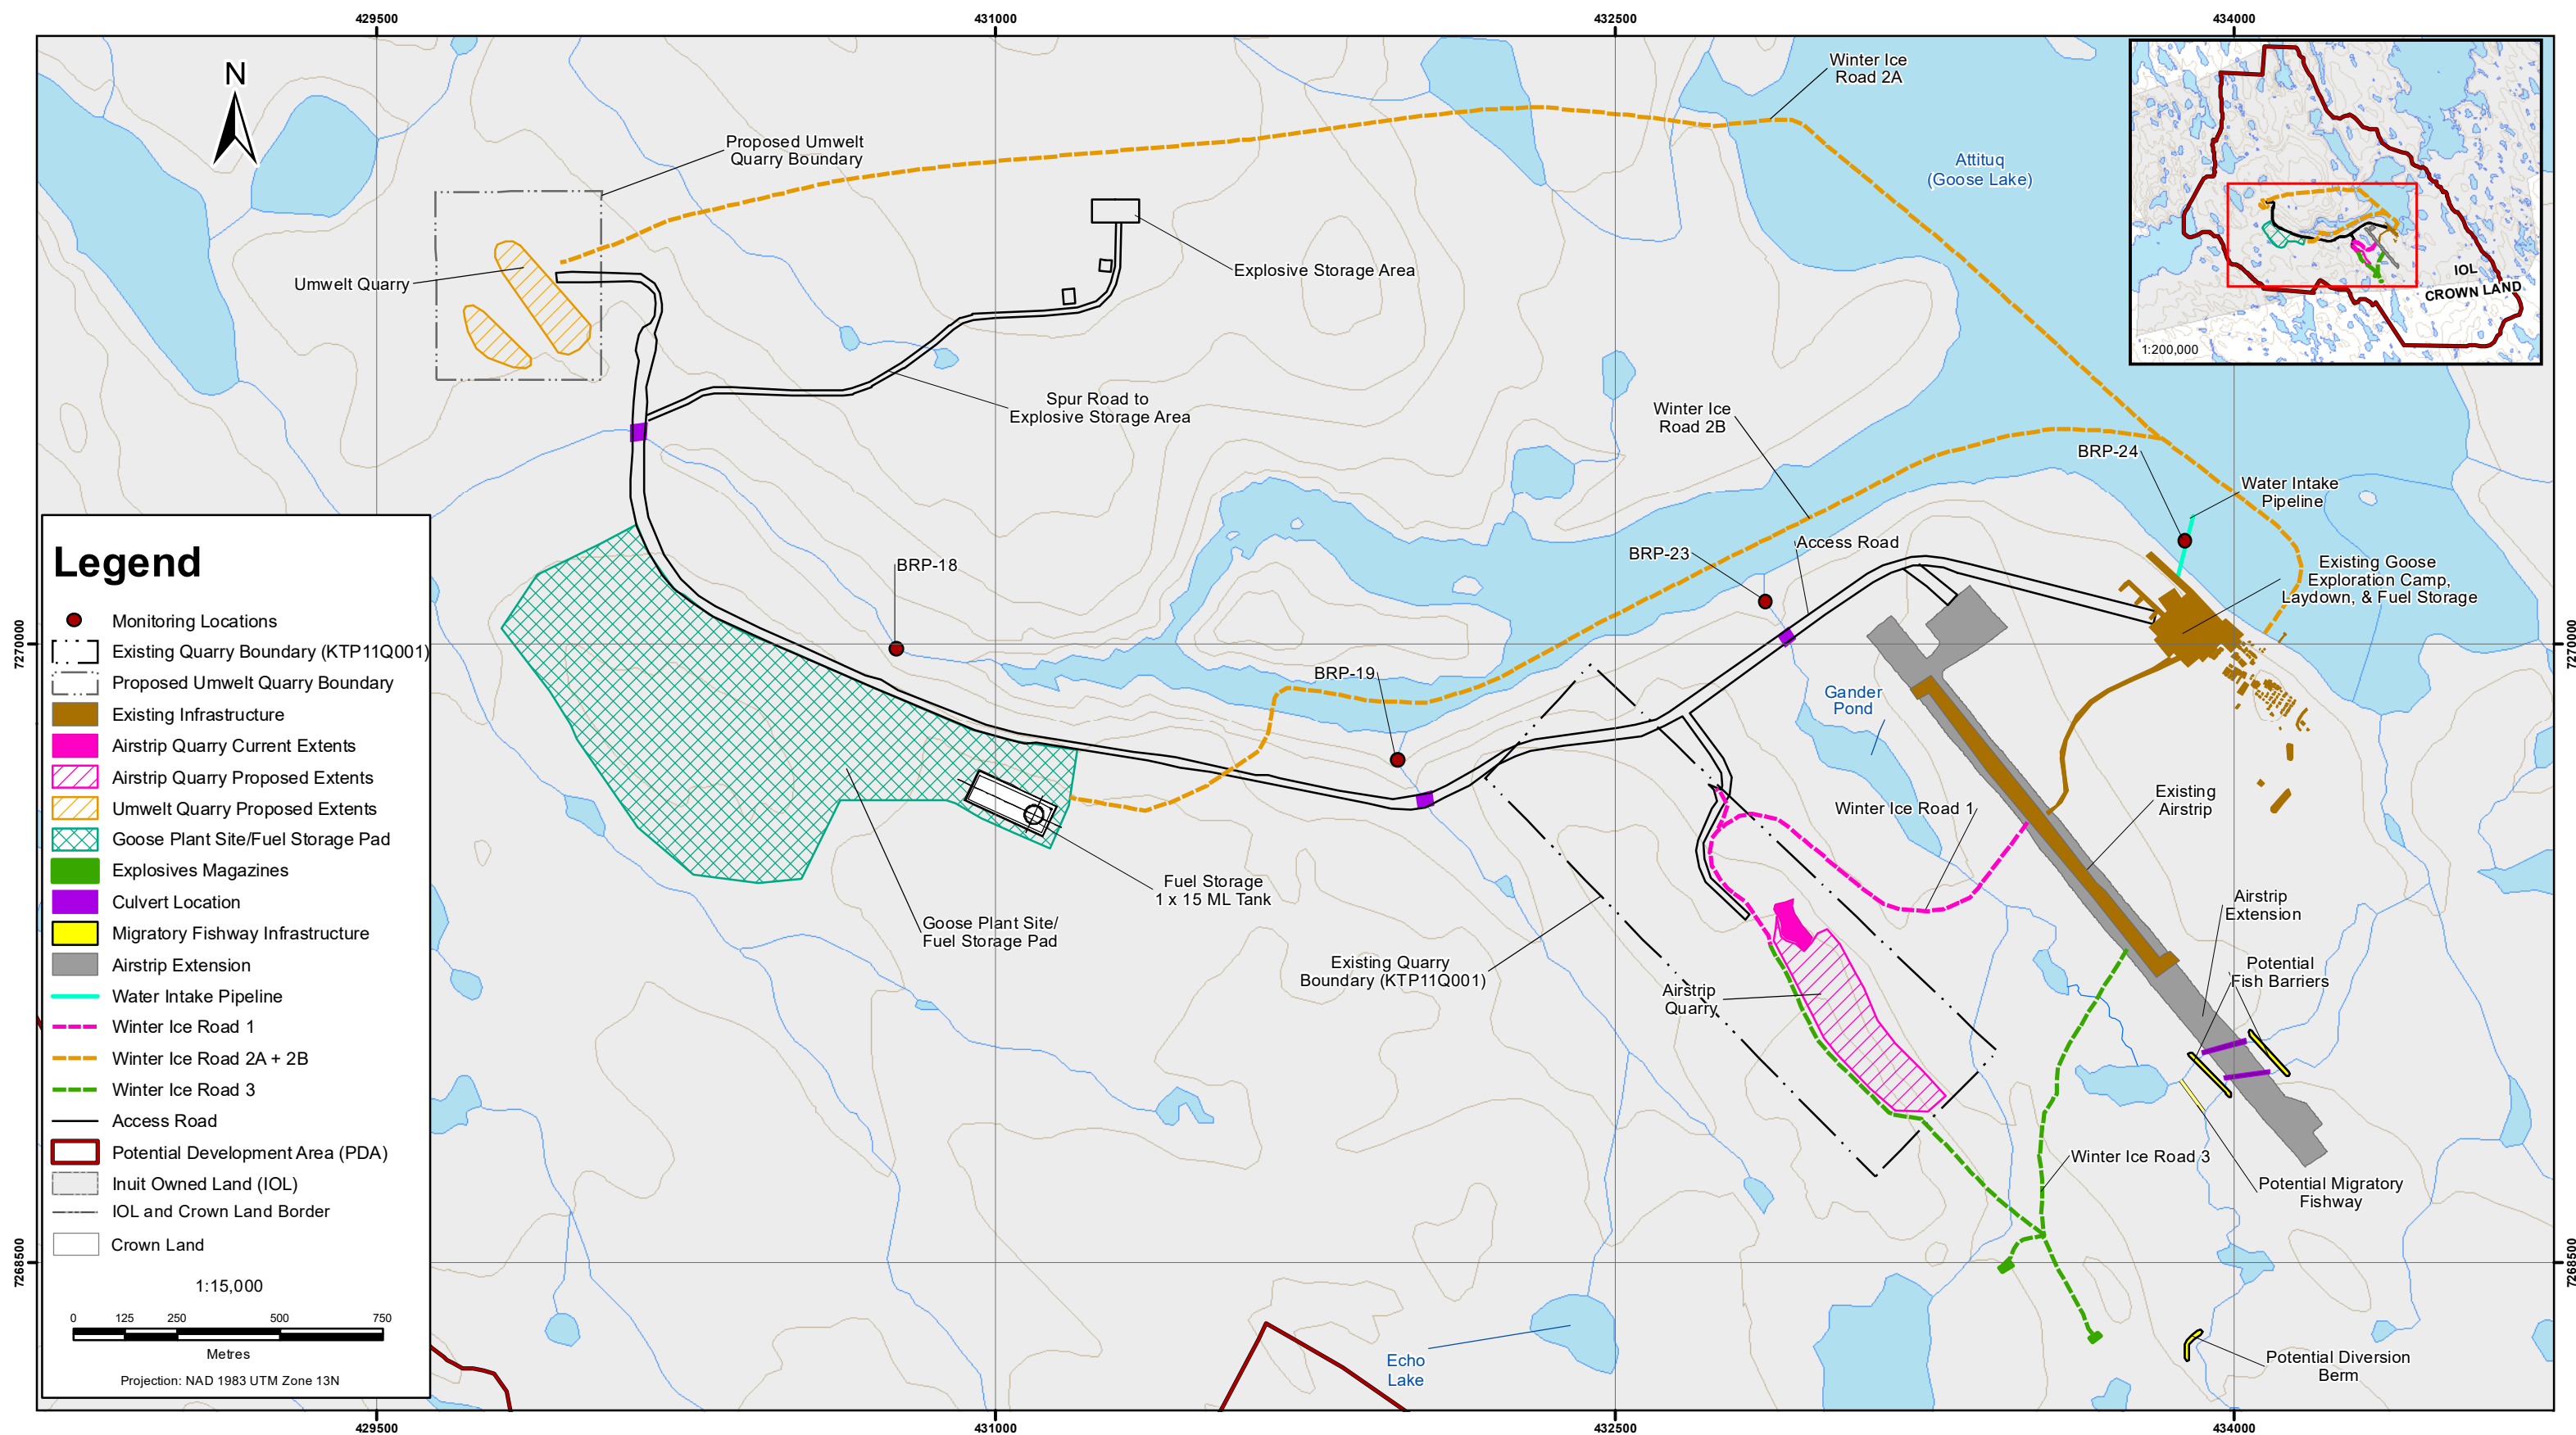 429500
431000
432500
434000
N
Winter Ice
Road 2A
Proposed Umwelt
Quarry Boundary
Attituq
(Goose Lake)
Umwelt Quarry
Explosive Storage Area
IOL
CROWN LAND
1:200,000
Spur Road to
Explosive Storage Area
Winter Ice
Road 2B
BRP-24
Water Intake
Pipeline
BRP-18
BRP-23
Access Road
Existing Goose
Exploration Camp,
Laydown, & Fuel Storage
7270000
7270000
BRP-19
Gander
Pond
Winter Ice Road 1
Existing
Airstrip
Fuel Storage
1 x 15 ML Tank
Goose Plant Site/
Fuel Storage Pad
Airstrip
Extension
Existing Quarry
Boundary (KTP11Q001)
Airstrip
Quarry
Potential
Fish Barriers
Winter Ice Road 3
Potential Migratory
Fishway
7268500
7268500
Echo
Lake
Potential Diversion
Berm
Legend
Monitoring Locations
Existing Quarry Boundary (KTP11Q001)
Proposed Umwelt Quarry Boundary
Existing Infrastructure
Airstrip Quarry Current Extents
Airstrip Quarry Proposed Extents
Umwelt Quarry Proposed Extents
Goose Plant Site/Fuel Storage Pad
Explosives Magazines
Culvert Location
Migratory Fishway Infrastructure
Airstrip Extension
Water Intake Pipeline
Winter Ice Road 1
Winter Ice Road 2A + 2B
Winter Ice Road 3
Access Road
Potential Development Area (PDA)
Inuit Owned Land (IOL)
IOL and Crown Land Border
Crown Land
1:15,000
0 125 250 500 750
Metres
Projection: NAD 1983 UTM Zone 13N
429500
431000
432500
434000